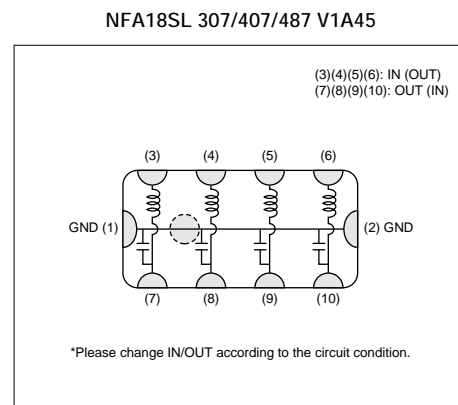 NFA18SL 307/407/487 V1A45
(3)(4)(5)(6): IN (OUT)
(7)(8)(9)(10): OUT (IN)
(3) (4) (5) (6)
GND (1) (2) GND
(7) (8) (9) (10)
*Please change IN/OUT according to the circuit condition.